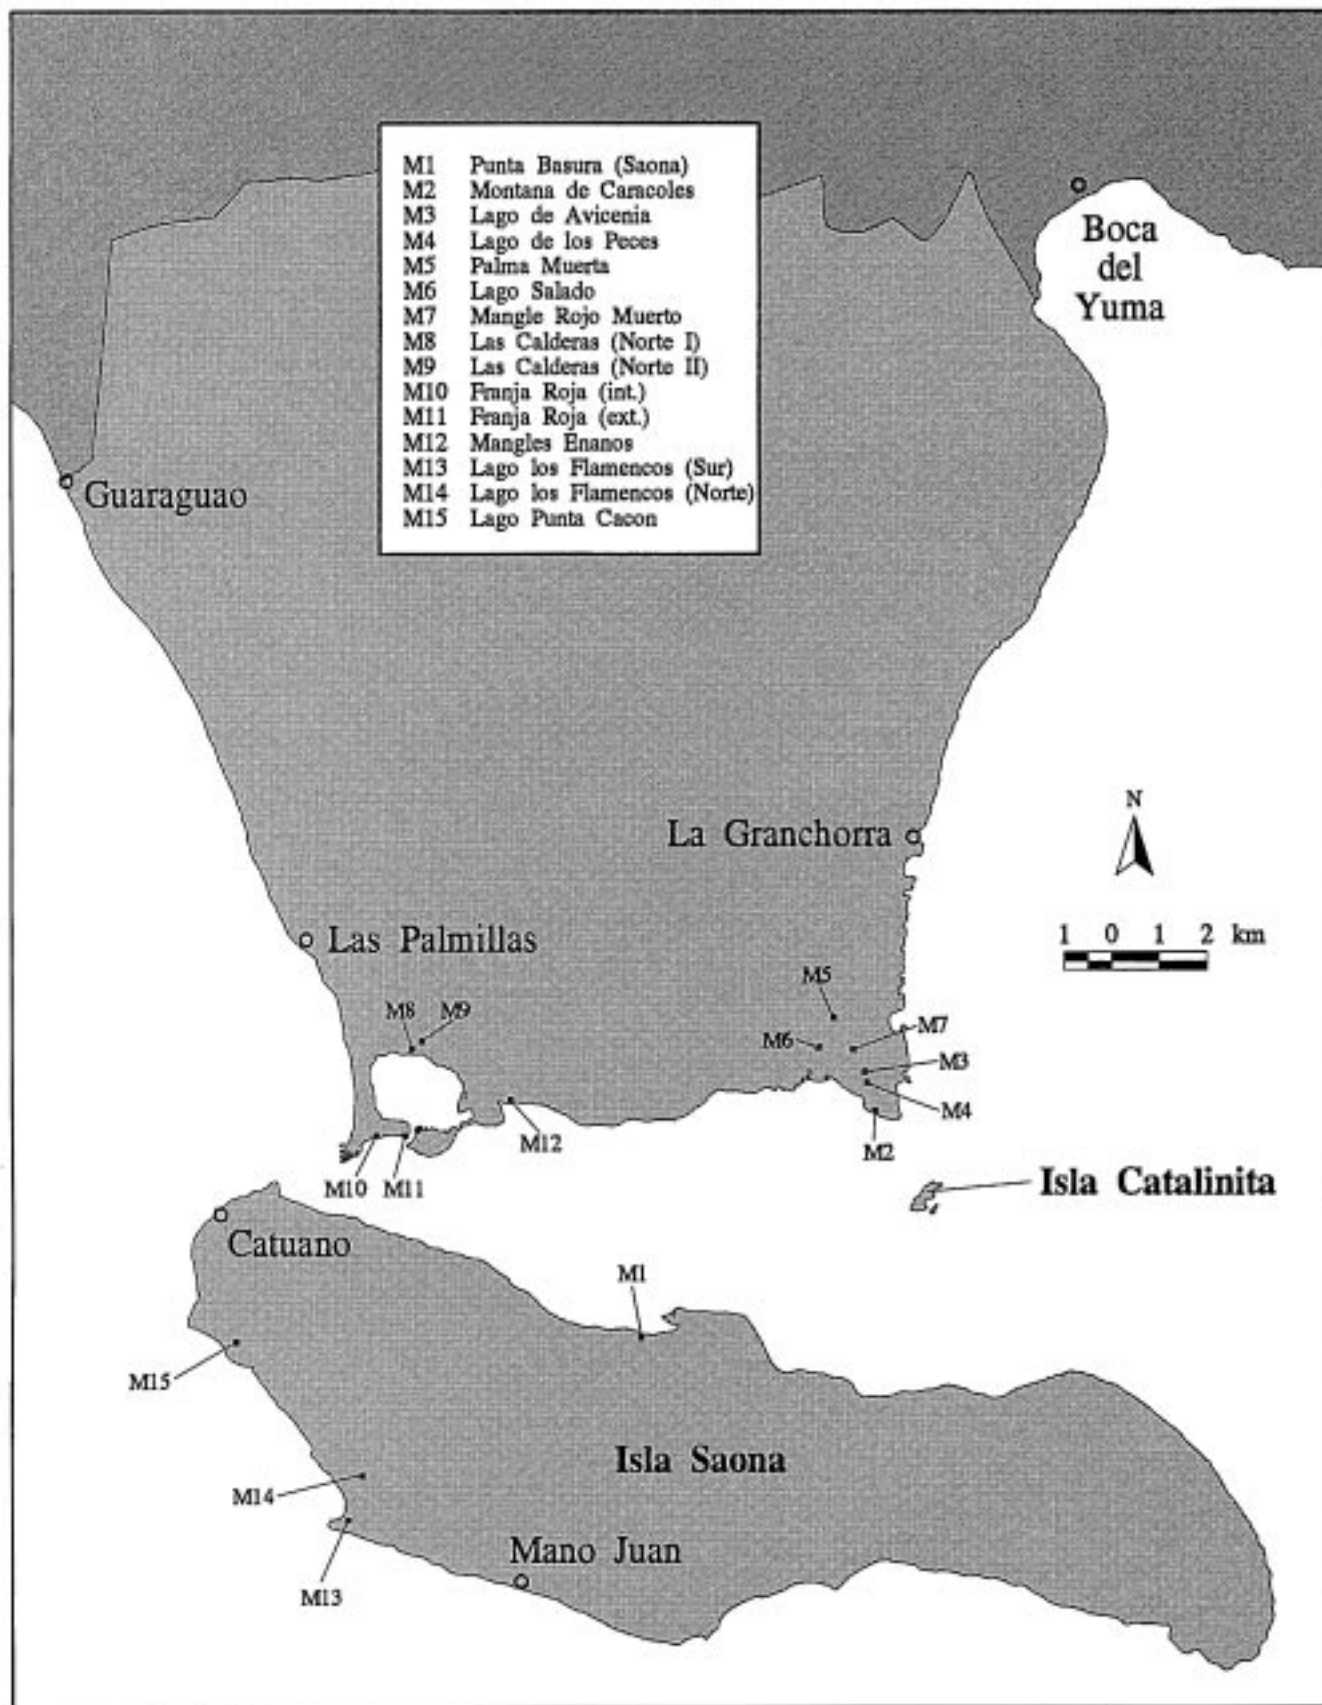 M1 Punta Basura (Saona)
M2 Montana de Caracoles
M3 Lago de Avicenia
M4 Lago de los Peces
M5 Palma Muerta
M6 Lago Salado
M7 Mangle Rojo Muerto
M8 Las Calderas (Norte I)
M9 Las Calderas (Norte II)
M10 Franja Roja (int.)
M11 Franja Roja (ext.)
M12 Mangles Enanos
M13 Lago los Flamencos (Sur)
M14 Lago los Flamencos (Norte)
M15 Lago Punta Cacon
Boca
del
Yuma
Guaraguao
N
La Granchorra
1 0 1 2 km
Las Palmillas
M5
M8
M9
M6
M7
M3
M4
M12
M2
M10
M11
Isla Catalinita
Catuano
M1
M15
Isla Saona
M14
Mano Juan
M13